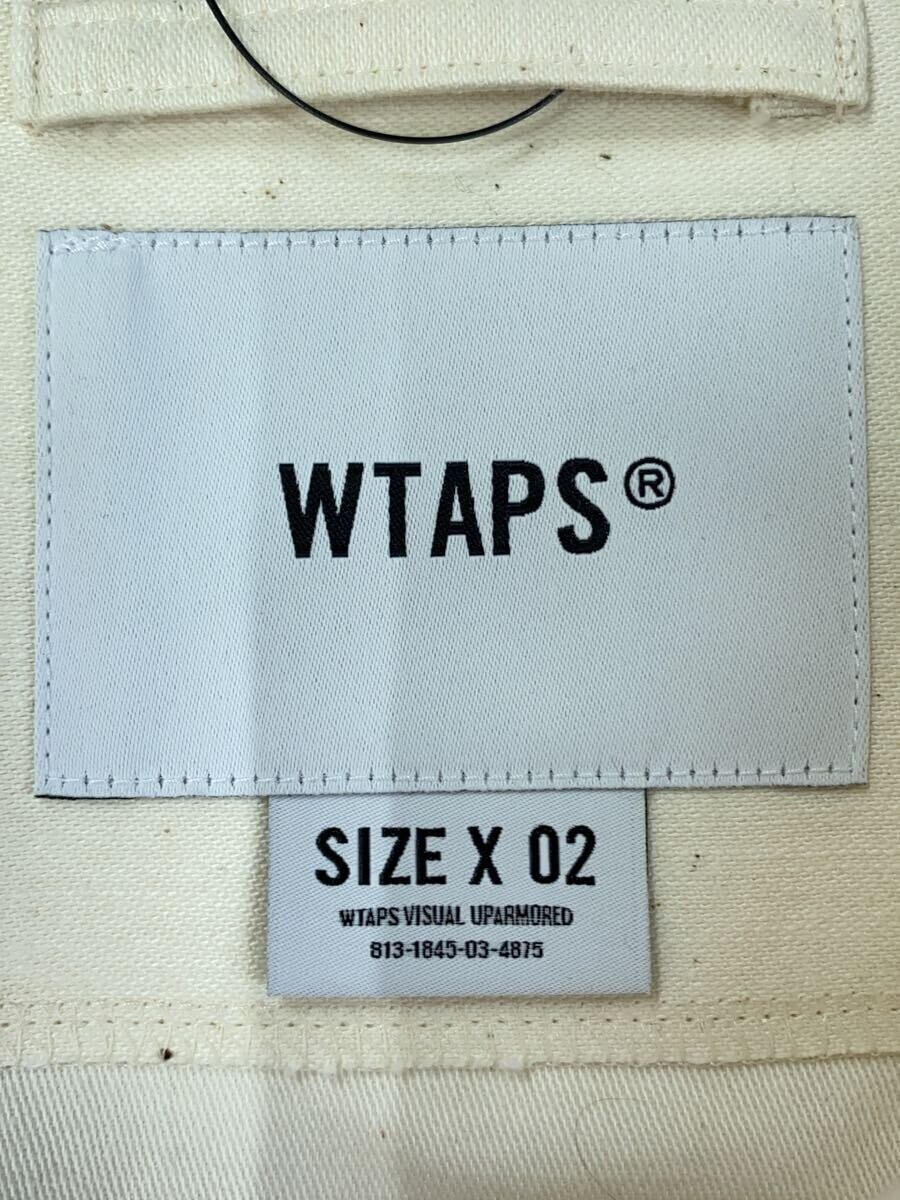 WTAPS®
SIZE X 02
WTAPS VISUAL UPARMORED
813-1845-03-4875